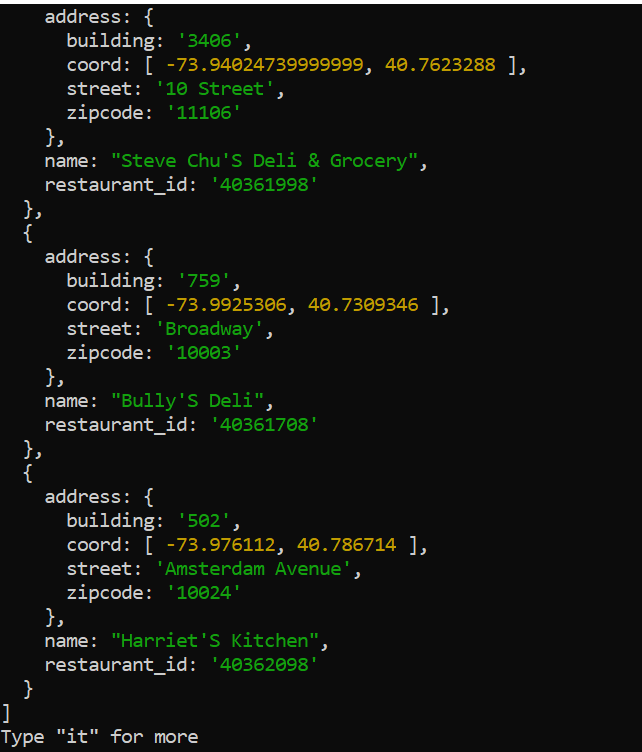 address: {
      building: '3406',
      coord: [ -73.94024739999999, 40.7623288 ],
      street: '10 Street',
      zipcode: '11106'
    },
    name: "Steve Chu'S Deli & Grocery",
    restaurant_id: '40361998'
  },
  {
    address: {
      building: '759',
      coord: [ -73.9925306, 40.7309346 ],
      street: 'Broadway',
      zipcode: '10003'
    },
    name: "Bully'S Deli",
    restaurant_id: '40361708'
  },
  {
    address: {
      building: '502',
      coord: [ -73.976112, 40.786714 ],
      street: 'Amsterdam Avenue',
      zipcode: '10024'
    },
    name: "Harriet'S Kitchen",
    restaurant_id: '40362098'
  }
]
Type "it" for more